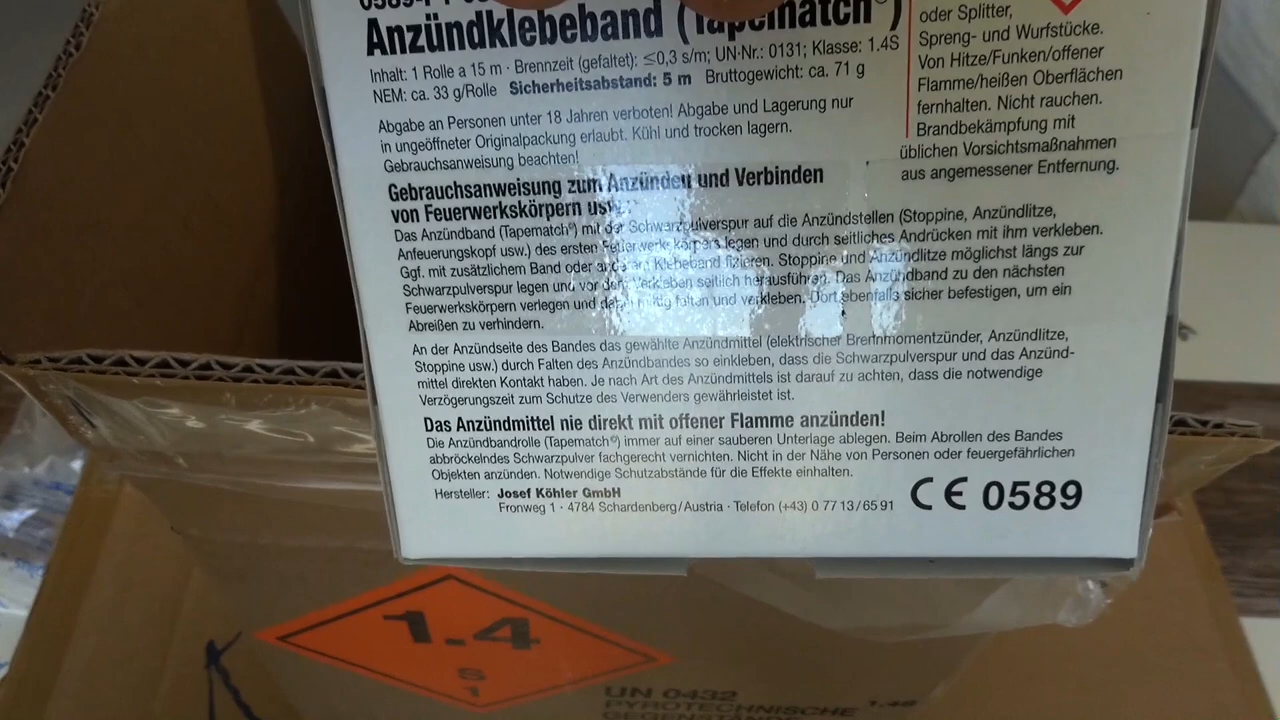 Anzündklebeband (Tapematch®)
Inhalt: 1 Rolle a 15 m · Brennzeit (gefaltet): ≤0,3 s/m; UN-Nr.: 0131; Klasse: 1.4S
NEM: ca. 33 g/Rolle Sicherheitsabstand: 5 m Bruttogewicht: ca. 71 g
Abgabe an Personen unter 18 Jahren verboten! Abgabe und Lagerung nur
in ungeöffneter Originalpackung erlaubt. Kühl und trocken lagern.
Gebrauchsanweisung beachten!
oder Splitter,
Spreng- und Wurfstücke.
Von Hitze/Funken/offener
Flamme/heißen Oberflächen
fernhalten. Nicht rauchen.
Brandbekämpfung mit
üblichen Vorsichtsmaßnahmen
aus angemessener Entfernung.
Gebrauchsanweisung zum Anzünden und Verbinden
von Feuerwerkskörpern usw.
Das Anzündband (Tapematch®) mit der Schwarzpulverspur auf die Anzündstellen (Stoppine, Anzündlitze,
Anfeuerungskopf usw.) des ersten Feuerwerkskörpers legen und durch seitliches Andrücken mit ihm verkleben.
Ggf. mit zusätzlichem Band oder anderem Klebeband fizieren. Stoppine und Anzündlitze möglichst längs zur
Schwarzpulverspur legen und vor dem Verkleben seitlich herausführen. Das Anzündband zu den nächsten
Feuerwerkskörpern verlegen und dabei mittig falten und verkleben. Dort ebenfalls sicher befestigen, um ein
Abreißen zu verhindern.
An der Anzündseite des Bandes das gewählte Anzündmittel (elektrischer Brennmomentzünder, Anzündlitze,
Stoppine usw.) durch Falten des Anzündbandes so einkleben, dass die Schwarzpulverspur und das Anzünd-
mittel direkten Kontakt haben. Je nach Art des Anzündmittels ist darauf zu achten, dass die notwendige
Verzögerungszeit zum Schutze des Verwenders gewährleistet ist.
Das Anzündmittel nie direkt mit offener Flamme anzünden!
Die Anzündbandrolle (Tapematch®) immer auf einer sauberen Unterlage ablegen. Beim Abrollen des Bandes
abbröckelndes Schwarzpulver fachgerecht vernichten. Nicht in der Nähe von Personen oder feuergefährlichen
Objekten anzünden. Notwendige Schutzabstände für die Effekte einhalten.
Hersteller: Josef Köhler GmbH
Fronweg 1 · 4784 Schardenberg/Austria · Telefon (+43) 0 77 13/65 91
CE 0589
1.4
S
1
UN 0432
PYROTECHNISCHE 1.4S
GEGENSTÄNDE